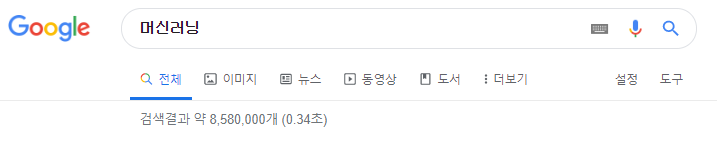 Google 머신러닝
전체 이미지 뉴스 동영상 도서 더보기 설정 도구
검색결과 약 8,580,000개 (0.34초)